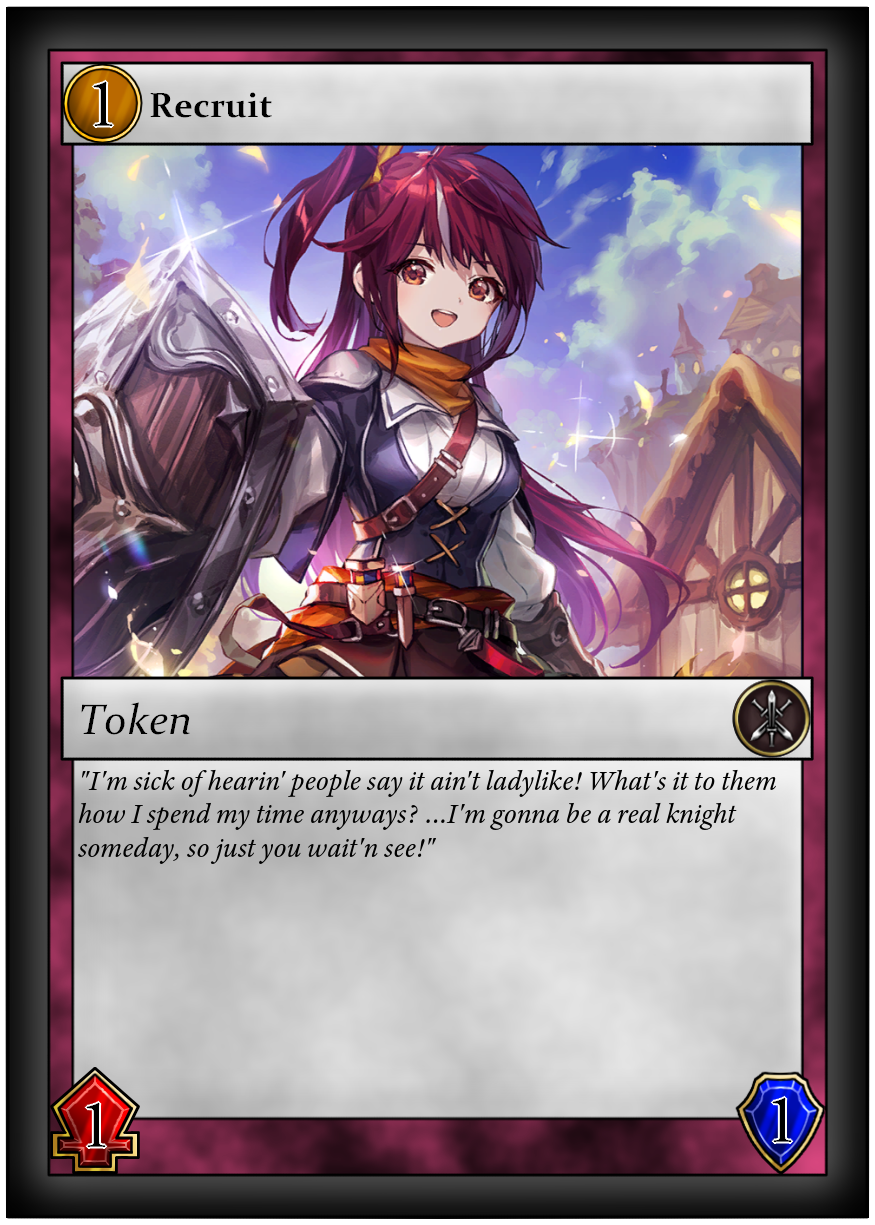 1 Recruit
Token
"I'm sick of hearin' people say it ain't ladylike! What's it to them
how I spend my time anyways? ...I'm gonna be a real knight
someday, so just you wait'n see!"
1 1